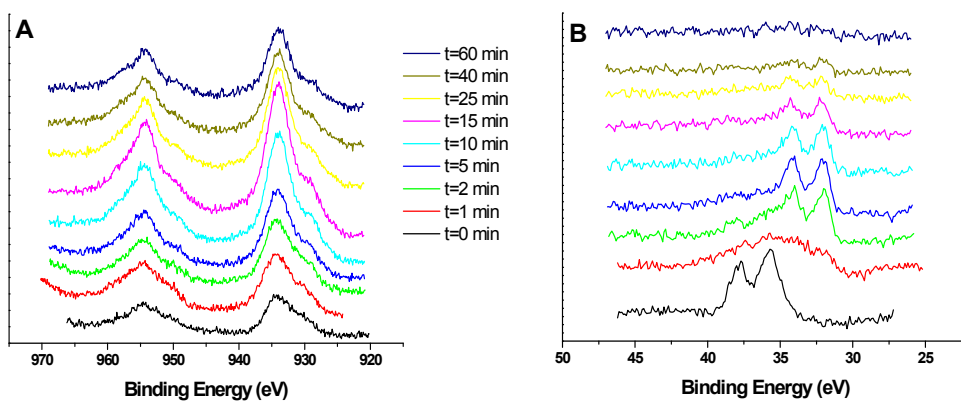 A
970 960 950 940 930 920
Binding Energy (eV)
t=60 min
t=40 min
t=25 min
t=15 min
t=10 min
t=5 min
t=2 min
t=1 min
t=0 min
B
50 45 40 35 30 25
Binding Energy (eV)